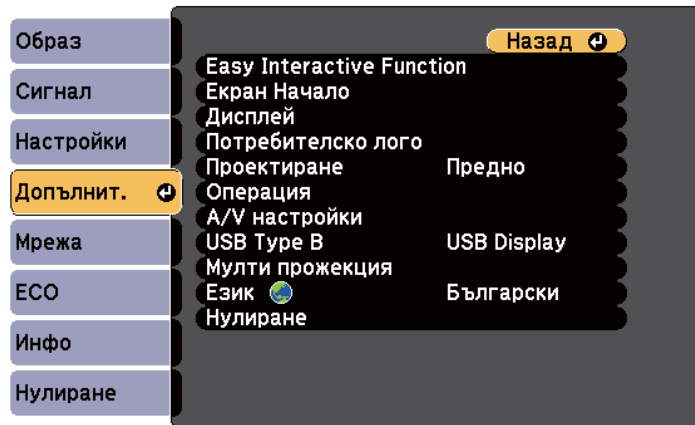 Образ
Сигнал
Настройки
Допълнит.
Мрежа
ECO
Инфо
Нулиране
Назад
Easy Interactive Function
Екран Начало
Дисплей
Потребителско лого
Проектиране Предно
Операция
A/V настройки
USB Type B USB Display
Мулти прожекция
Език Български
Нулиране